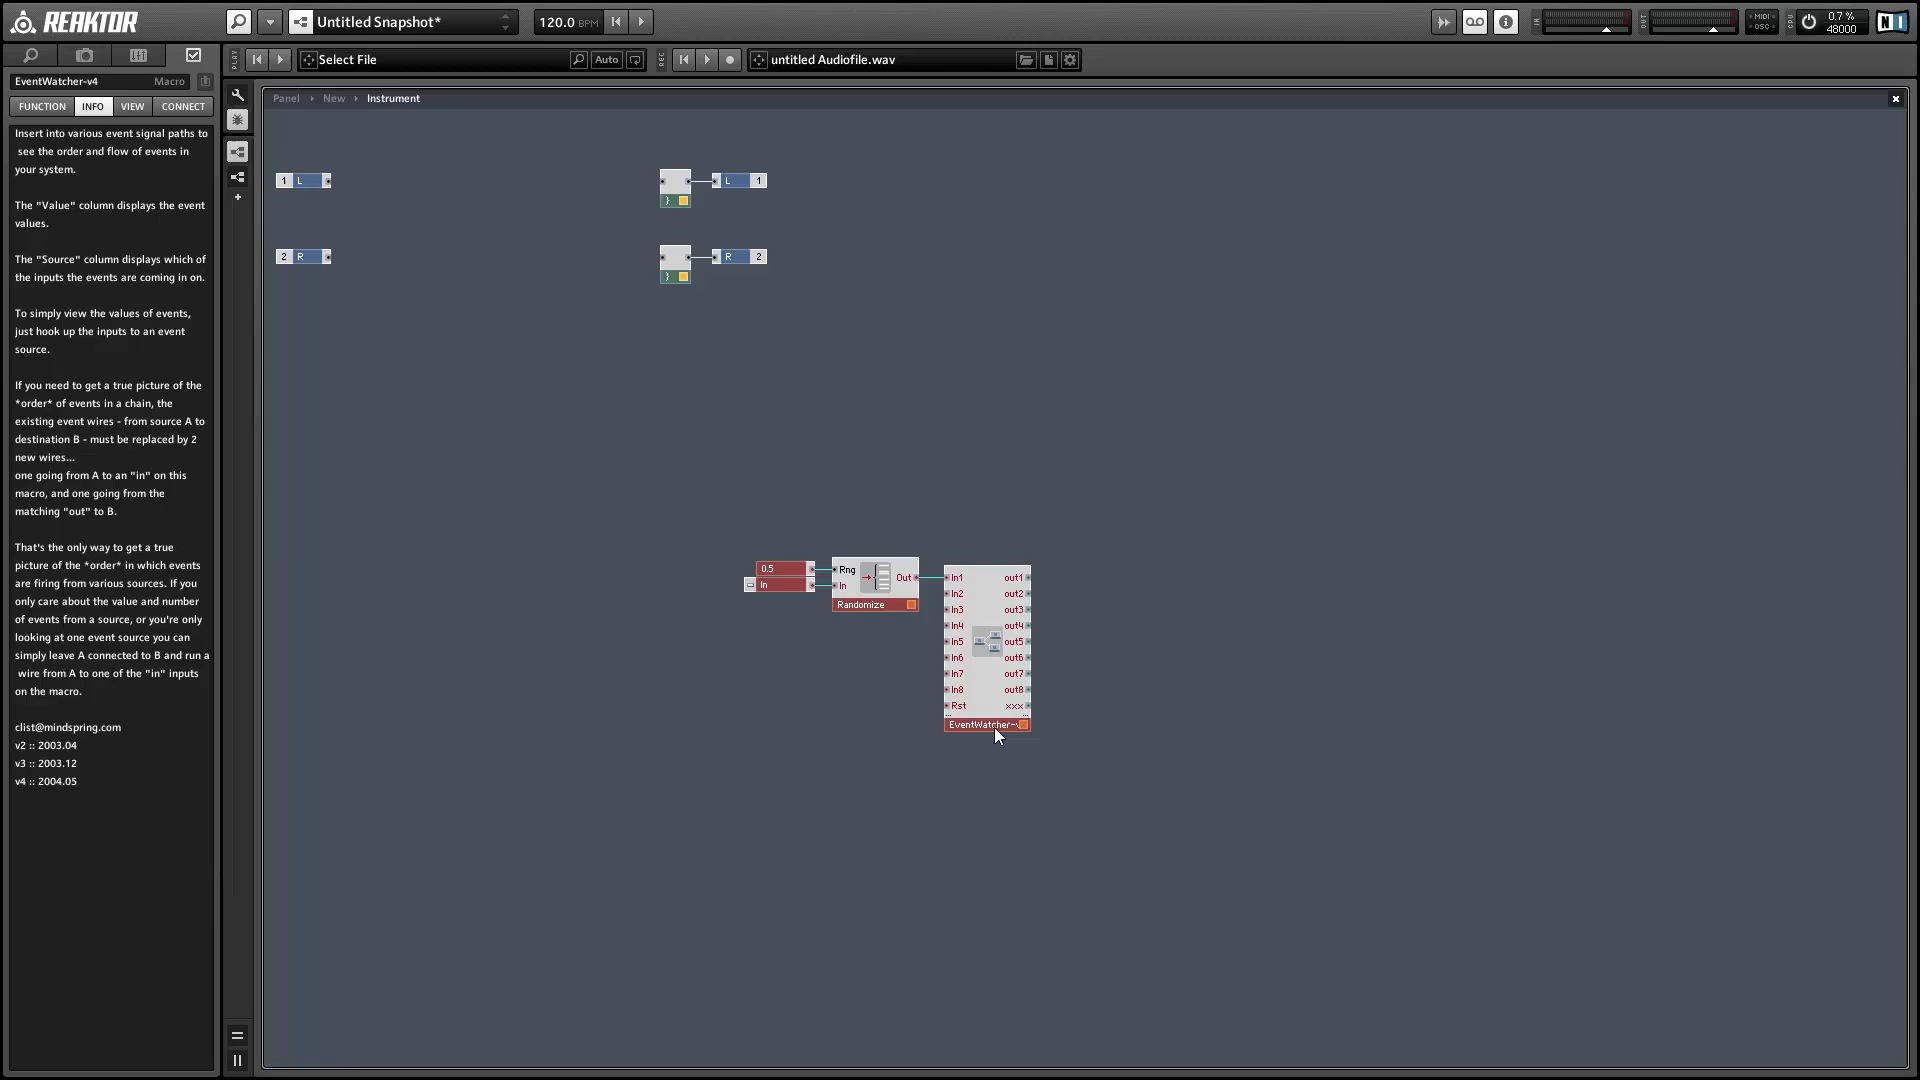 REAKTOR
Untitled Snapshot*
120.0 BPM
IN
OUT
MIDI
OSC
CPU
0.7 %
48000
NI
PLAY
Select File
Auto
REC
untitled Audiofile.wav
EventWatcher-v4
Macro
FUNCTION
INFO
VIEW
CONNECT
Insert into various event signal paths to
see the order and flow of events in
your system.
The "Value" column displays the event
values.
The "Source" column displays which of
the inputs the events are coming in on.
To simply view the values of events,
just hook up the inputs to an event
source.
If you need to get a true picture of the
*order* of events in a chain, the
existing event wires - from source A to
destination B - must be replaced by 2
new wires...
one going from A to an "in" on this
macro, and one going from the
matching "out" to B.
That's the only way to get a true
picture of the *order* in which events
are firing from various sources. If you
only care about the value and number
of events from a source, or you're only
looking at one event source you can
simply leave A connected to B and run a
wire from A to one of the "in" inputs
on the macro.
clist@mindspring.com
v2 :: 2003.04
v3 :: 2003.12
v4 :: 2004.05
Panel
New
Instrument
1 L
L 1
}
2 R
R 2
}
0.5
In
Rng
In
Out
Randomize
In1 out1
In2 out2
In3 out3
In4 out4
In5 out5
In6 out6
In7 out7
In8 out8
Rst xxx
EventWatcher-v